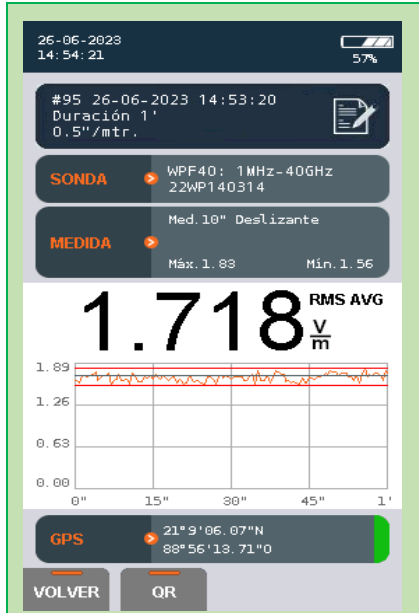 26-06-2023
14:54:21
57%
#95 26-06-2023 14:53:20
Duración 1'
0.5"/mtr.
SONDA
WPF40: 1MHz-40GHz
22WP140314
MEDIDA
Med.10" Deslizante
Máx.1.83 Mín.1.56
1.718 RMS AVG
V/m
1.89
1.26
0.63
0.00
0" 15" 30" 45" 1'
GPS
21°9'06.07"N
88°56'13.71"O
VOLVER QR